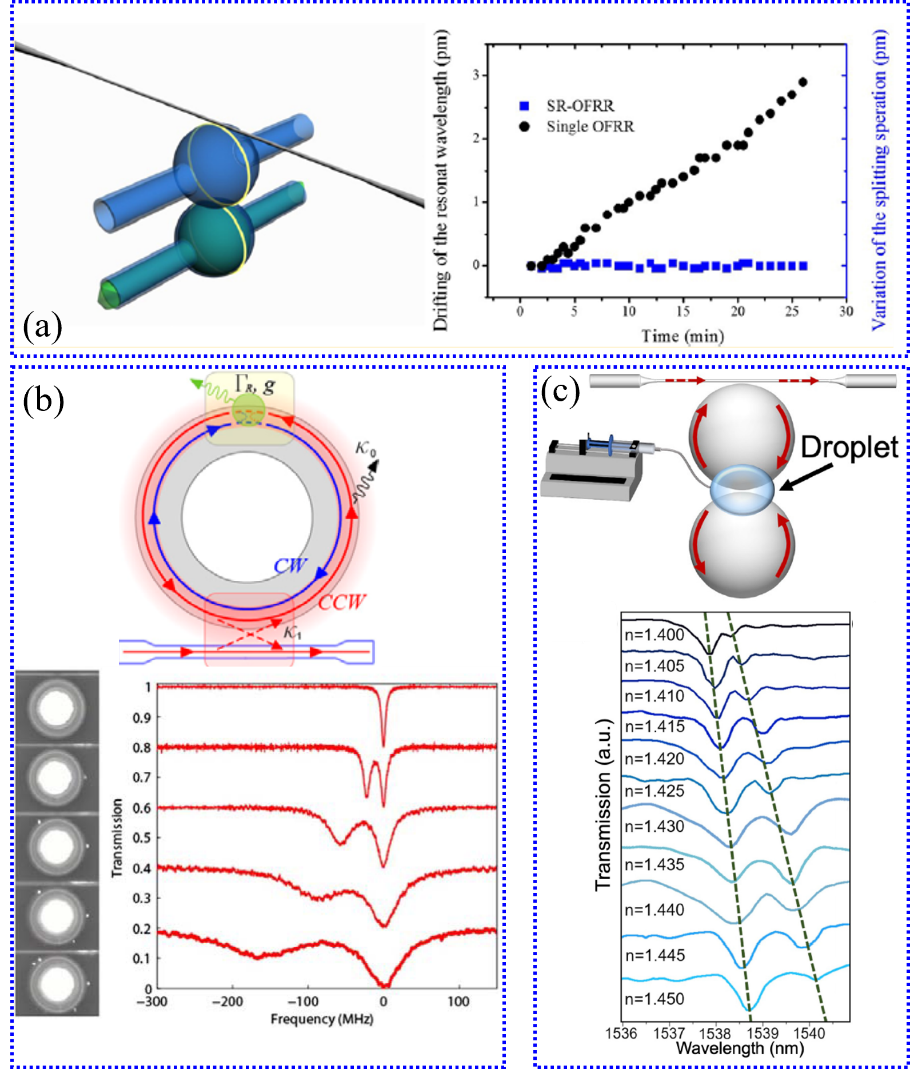 (a)
Drifting of the resonat wavelength (pm)
3
2
1
0
SR-OFRR
Single OFRR
0
5
10
15
20
25
30
Time (min)
Variation of the splitting speration (pm)
(b)
Γ_R, g
κ_0
CW
CCW
κ_1
Transmission
1
0.9
0.8
0.7
0.6
0.5
0.4
0.3
0.2
0.1
0
−300
−200
−100
0
100
Frequency (MHz)
(c)
Droplet
Transmission (a.u.)
n=1.400
n=1.405
n=1.410
n=1.415
n=1.420
n=1.425
n=1.430
n=1.435
n=1.440
n=1.445
n=1.450
1536
1537
1538
1539
1540
Wavelength (nm)